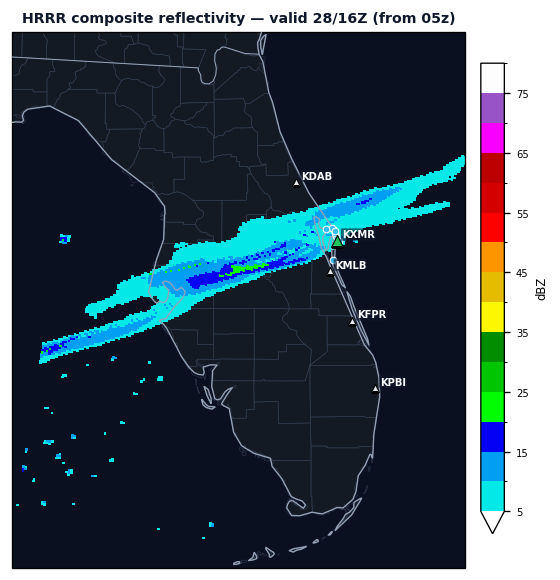 HRRR composite reflectivity — valid 28/16Z (from 05z)
KDAB
KXMR
KMLB
KFPR
KPBI
75
65
55
45
35
25
15
5
dBZ